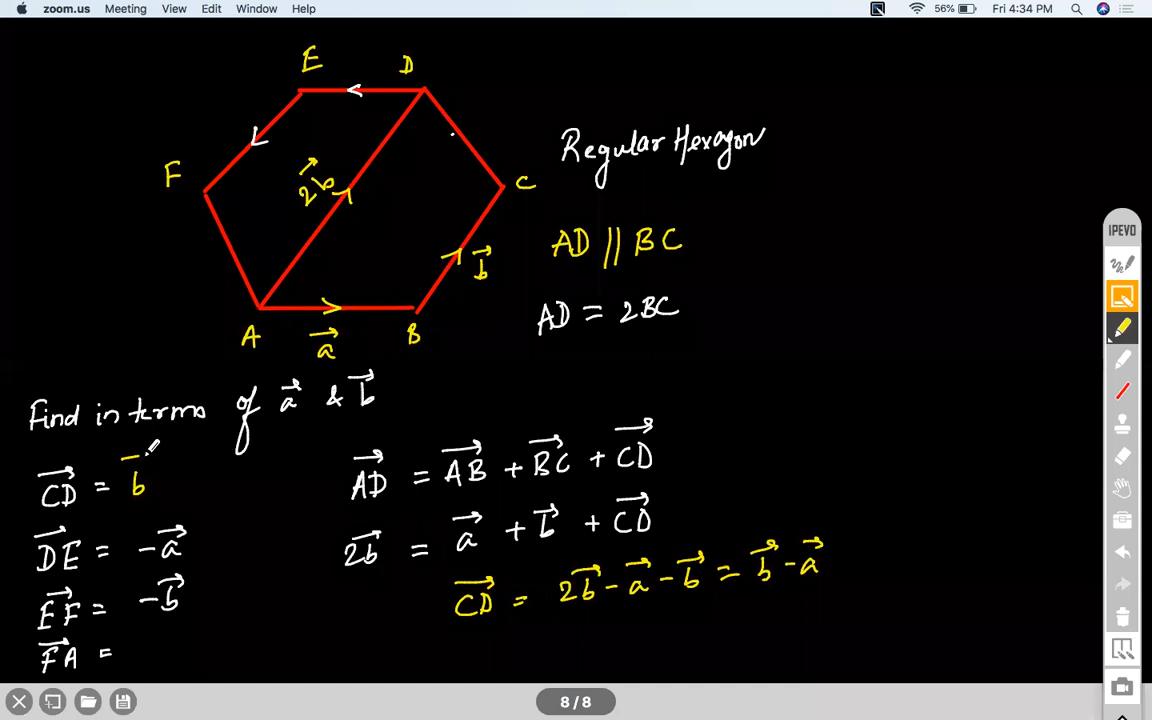 zoom.us Meeting View Edit Window Help 56% Fri 4:34 PM
E D
Regular Hexagon
IPEVO
F 2b⃗ C
AD || BC
b⃗
AD = 2BC
A a⃗ B
Find in terms of a⃗ & b⃗
CD⃗ = b
AD⃗ = AB⃗ + BC⃗ + CD⃗
DE⃗ = -a⃗
2b⃗ = a⃗ + b⃗ + CD⃗
EF⃗ = -b⃗
CD⃗ = 2b⃗ - a⃗ - b⃗ = b⃗ - a⃗
FA⃗ =
8/8